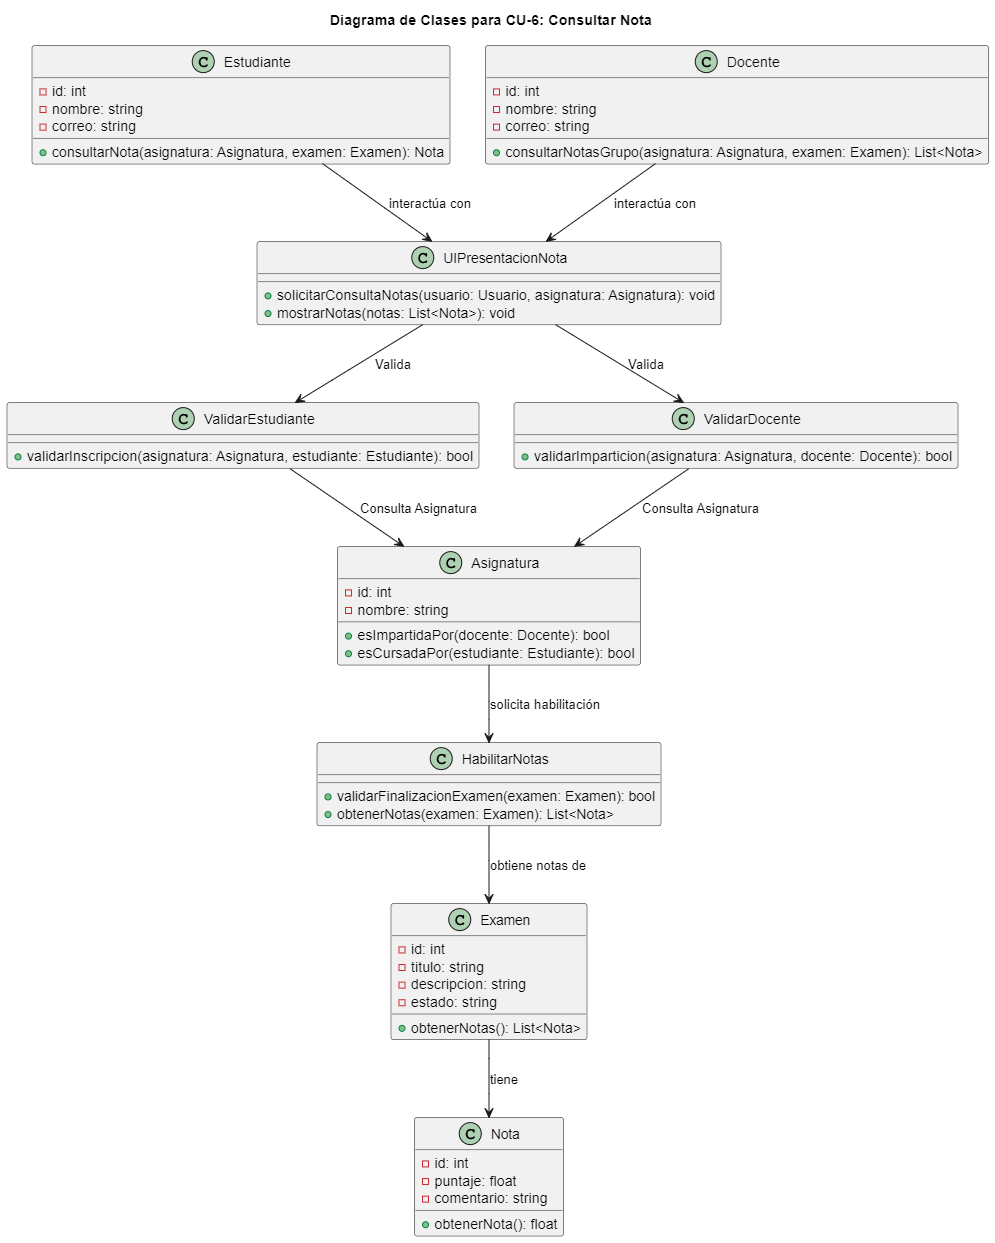 Diagrama de Clases para CU-6: Consultar Nota
C Estudiante
id: int
nombre: string
correo: string
consultarNota(asignatura: Asignatura, examen: Examen): Nota
C Docente
id: int
nombre: string
correo: string
consultarNotasGrupo(asignatura: Asignatura, examen: Examen): List<Nota>
interactúa con
interactúa con
C UIPresentacionNota
solicitarConsultaNotas(usuario: Usuario, asignatura: Asignatura): void
mostrarNotas(notas: List<Nota>): void
Valida
Valida
C ValidarEstudiante
validarInscripcion(asignatura: Asignatura, estudiante: Estudiante): bool
C ValidarDocente
validarImparticion(asignatura: Asignatura, docente: Docente): bool
Consulta Asignatura
Consulta Asignatura
C Asignatura
id: int
nombre: string
esImpartidaPor(docente: Docente): bool
esCursadaPor(estudiante: Estudiante): bool
solicita habilitación
C HabilitarNotas
validarFinalizacionExamen(examen: Examen): bool
obtenerNotas(examen: Examen): List<Nota>
obtiene notas de
C Examen
id: int
titulo: string
descripcion: string
estado: string
obtenerNotas(): List<Nota>
tiene
C Nota
id: int
puntaje: float
comentario: string
obtenerNota(): float